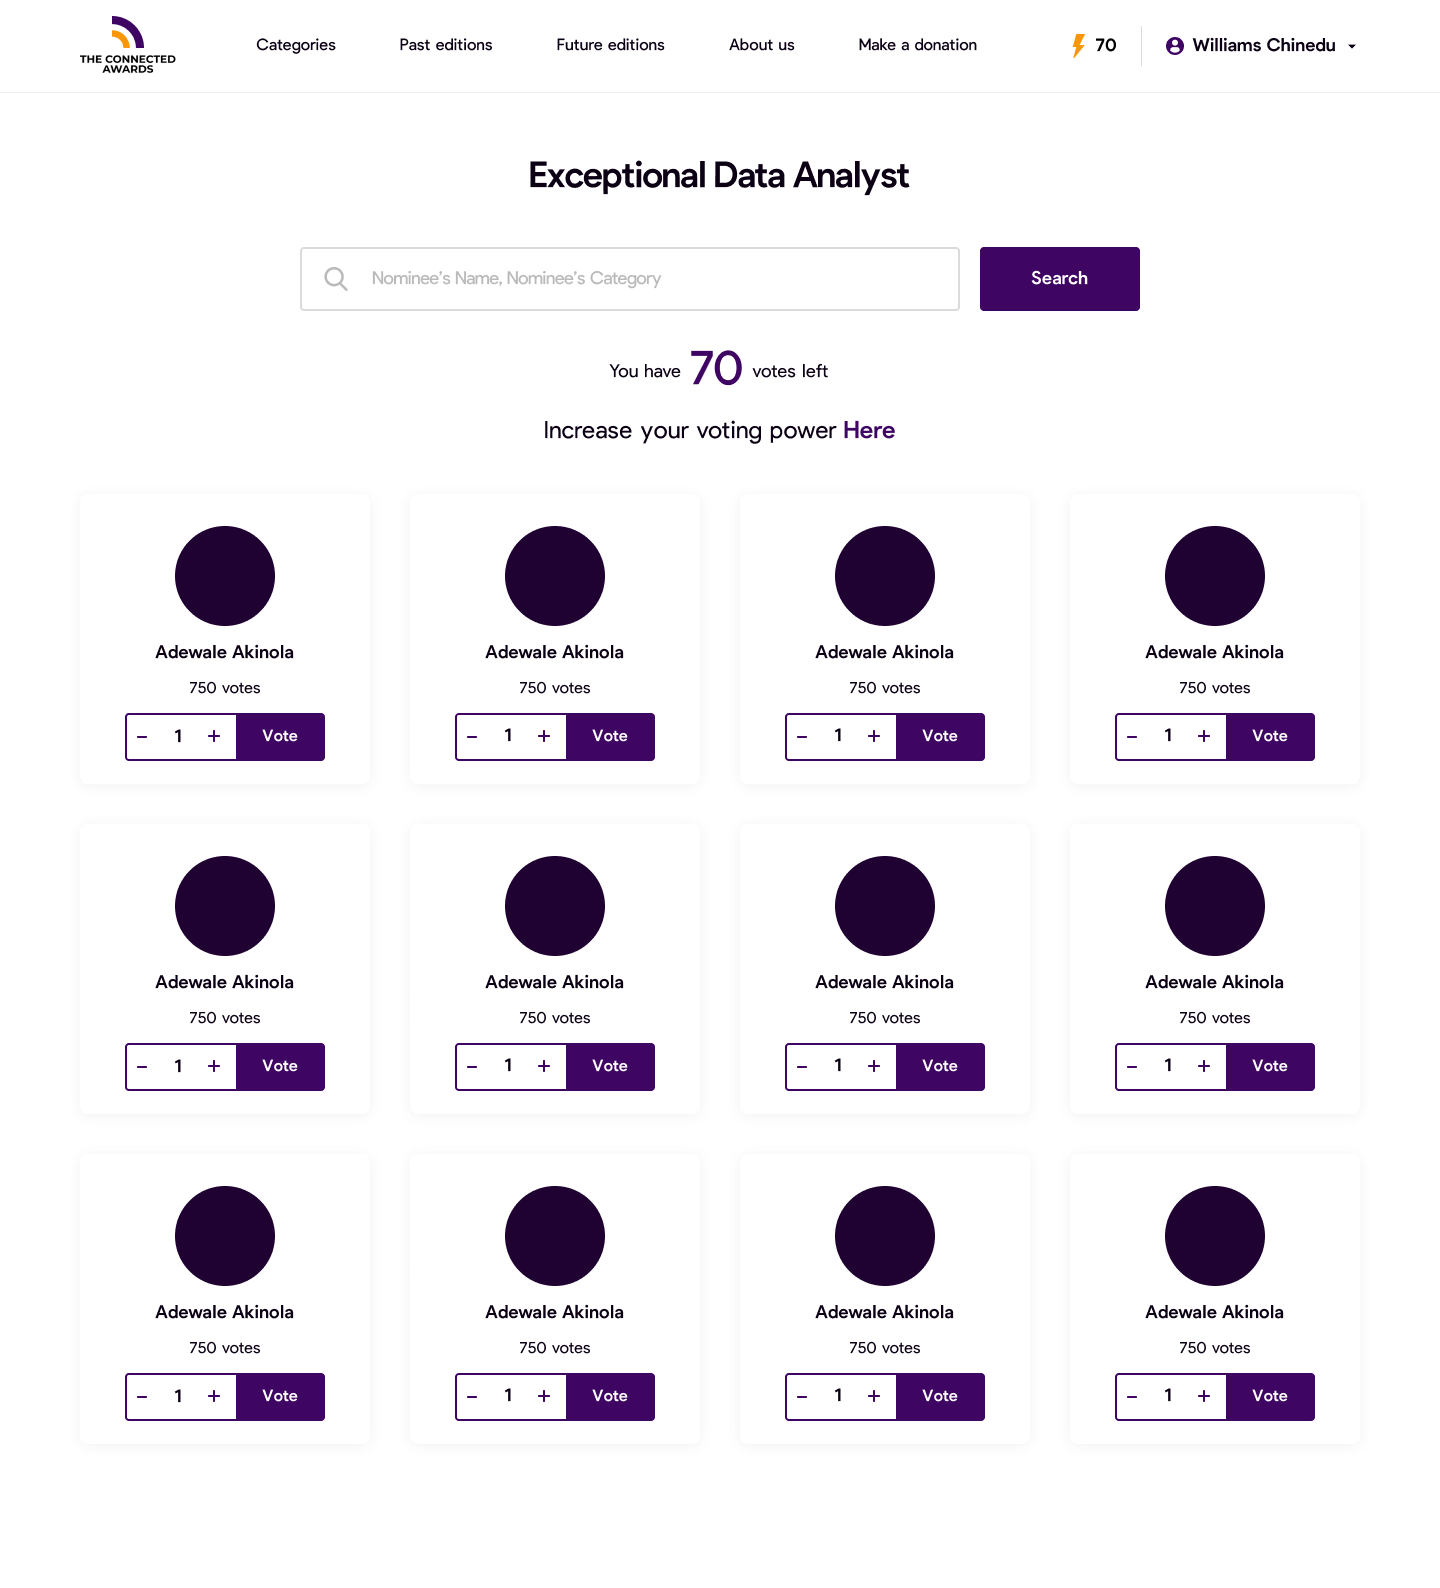 THE CONNECTED
AWARDS
Categories
Past editions
Future editions
About us
Make a donation
70
Williams Chinedu
Exceptional Data Analyst
Nominee's Name, Nominee's Category
Search
You have 70 votes left
Increase your voting power Here
Adewale Akinola
750 votes
– 1 + Vote
Adewale Akinola
750 votes
– 1 + Vote
Adewale Akinola
750 votes
– 1 + Vote
Adewale Akinola
750 votes
– 1 + Vote
Adewale Akinola
750 votes
– 1 + Vote
Adewale Akinola
750 votes
– 1 + Vote
Adewale Akinola
750 votes
– 1 + Vote
Adewale Akinola
750 votes
– 1 + Vote
Adewale Akinola
750 votes
– 1 + Vote
Adewale Akinola
750 votes
– 1 + Vote
Adewale Akinola
750 votes
– 1 + Vote
Adewale Akinola
750 votes
– 1 + Vote